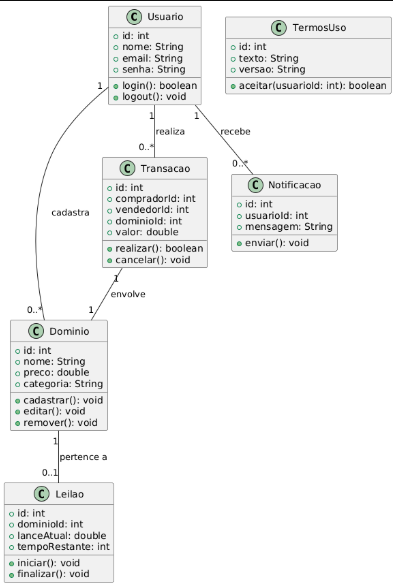 C Usuario
id: int
nome: String
email: String
senha: String
login(): boolean
logout(): void
C TermosUso
id: int
texto: String
versao: String
aceitar(usuarioId: int): boolean
1
1
1
realiza
recebe
0..*
0..*
C Transacao
id: int
compradorId: int
vendedorId: int
dominioId: int
valor: double
realizar(): boolean
cancelar(): void
C Notificacao
id: int
usuarioId: int
mensagem: String
enviar(): void
cadastra
1
envolve
0..*
1
C Dominio
id: int
nome: String
preco: double
categoria: String
cadastrar(): void
editar(): void
remover(): void
1
pertence a
0..1
C Leilao
id: int
dominioId: int
lanceAtual: double
tempoRestante: int
iniciar(): void
finalizar(): void